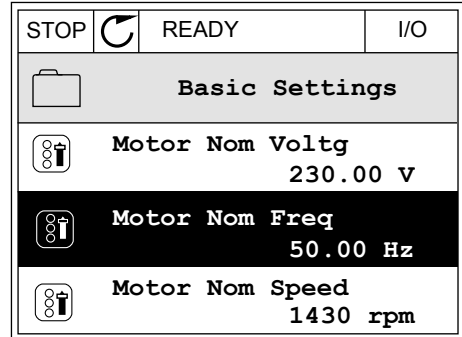 STOP READY I/O
Basic Settings
Motor Nom Voltg
230.00 V
Motor Nom Freq
50.00 Hz
Motor Nom Speed
1430 rpm